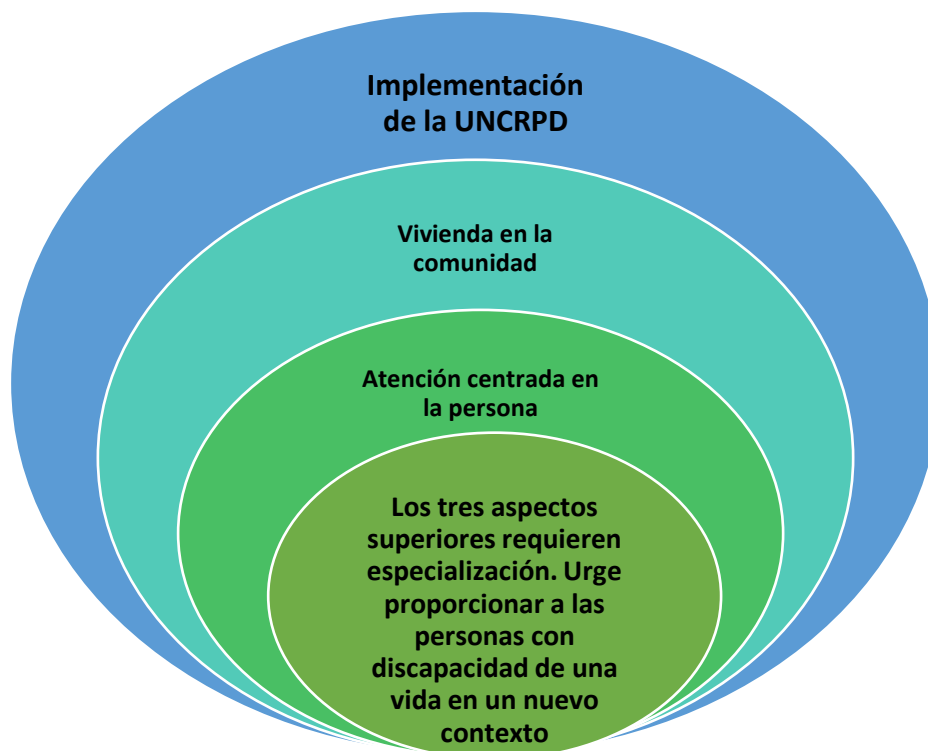 Implementación
de la UNCRPD
Vivienda en la
comunidad
Atención centrada en
la persona
Los tres aspectos
superiores requieren
especialización. Urge
proporcionar a las
personas con
discapacidad de una
vida en un nuevo
contexto